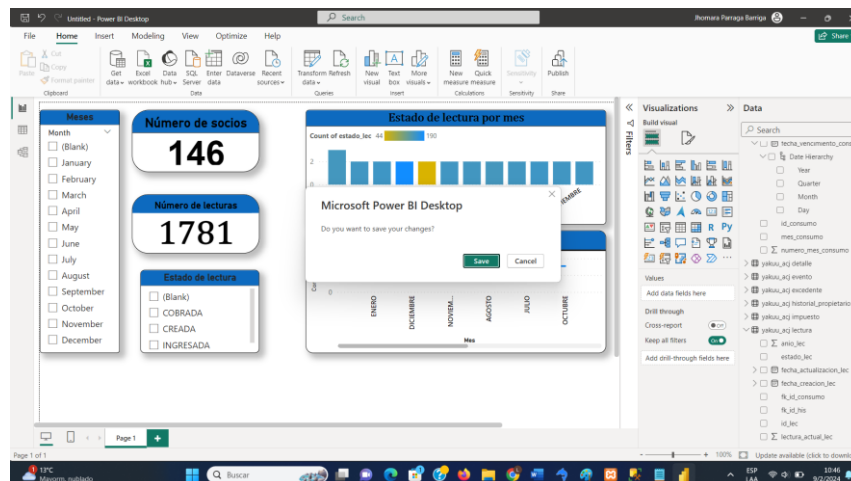 Untitled - Power BI Desktop
Search
Jhomara Parraga Barriga
File Home Insert Modeling View Optimize Help
Share
Paste
Cut
Copy
Format painter
Get data
Excel workbook
Data hub
SQL Server
Enter data
Dataverse
Recent sources
Transform data
Refresh
New visual
Text box
More visuals
New measure
Quick measure
Sensitivity
Publish
Clipboard
Data
Queries
Insert
Calculations
Sensitivity
Share
Meses
Month
(Blank)
January
February
March
April
May
June
July
August
September
October
November
December
Número de socios
146
Número de lecturas
1781
Estado de lectura
(Blank)
COBRADA
CREADA
INGRESADA
Estado de lectura por mes
Count of estado_lec 44 190
2
0
Microsoft Power BI Desktop
Do you want to save your changes?
Save
Cancel
0
ENERO
DICIEMBRE
NOVIEM...
AGOSTO
JULIO
OCTUBRE
Mes
Filters
Visualizations
Build visual
Values
Add data fields here
Drill through
Cross-report
Off
Keep all filters
On
Add drill-through fields here
Data
Search
fecha_vencimiento_cons
Date Hierarchy
Year
Quarter
Month
Day
id_consumo
mes_consumo
numero_mes_consumo
yakuu_acj detalle
yakuu_acj evento
yakuu_acj excedente
yakuu_acj historial_propietario
yakuu_acj impuesto
yakuu_acj lectura
anio_lec
estado_lec
fecha_actualizacion_lec
fecha_creacion_lec
fk_id_consumo
fk_id_his
id_lec
lectura_actual_lec
Page 1
Page 1 of 1
100%
Update available (click to downlo
13°C
Mayorm. nublado
Buscar
ESP
LAA
10:46
9/2/2024